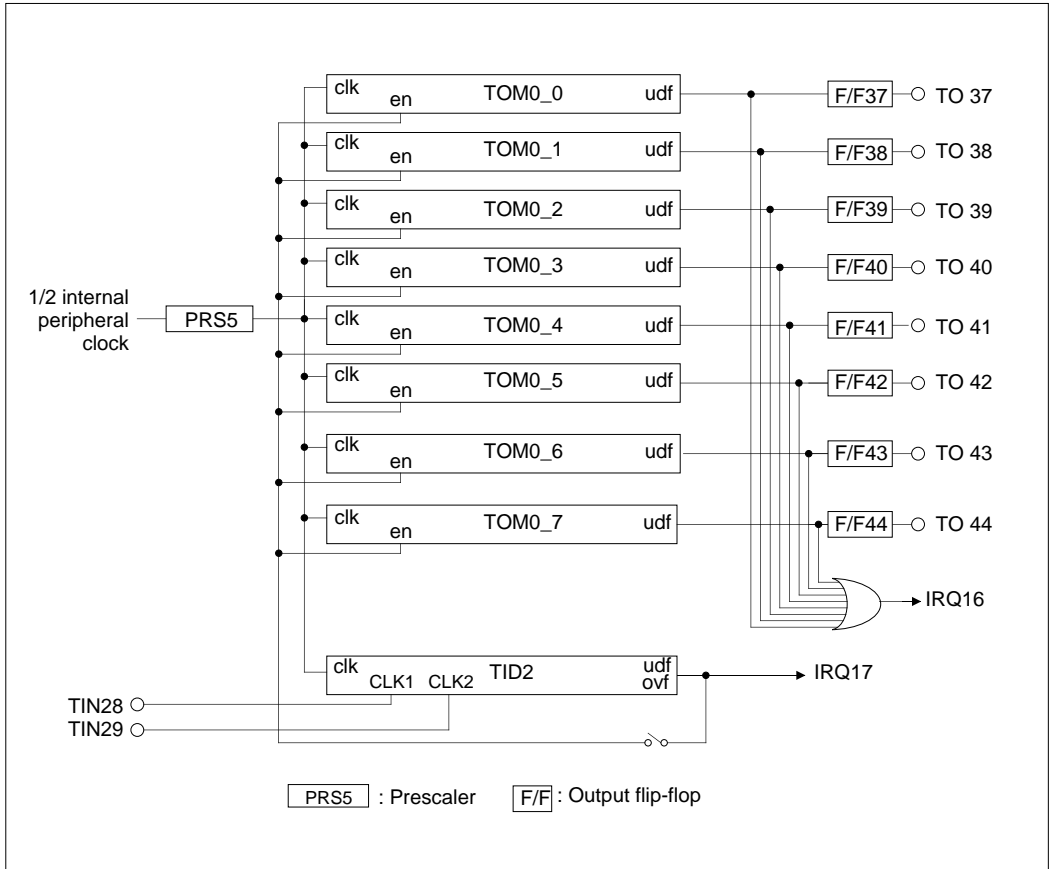 clk en TOM0_0 udf F/F37 TO 37
clk en TOM0_1 udf F/F38 TO 38
clk en TOM0_2 udf F/F39 TO 39
clk en TOM0_3 udf F/F40 TO 40
1/2 internal
peripheral
clock
PRS5
clk en TOM0_4 udf F/F41 TO 41
clk en TOM0_5 udf F/F42 TO 42
clk en TOM0_6 udf F/F43 TO 43
clk en TOM0_7 udf F/F44 TO 44
IRQ16
clk CLK1 CLK2 TID2 udf
ovf
IRQ17
TIN28
TIN29
PRS5 : Prescaler F/F : Output flip-flop